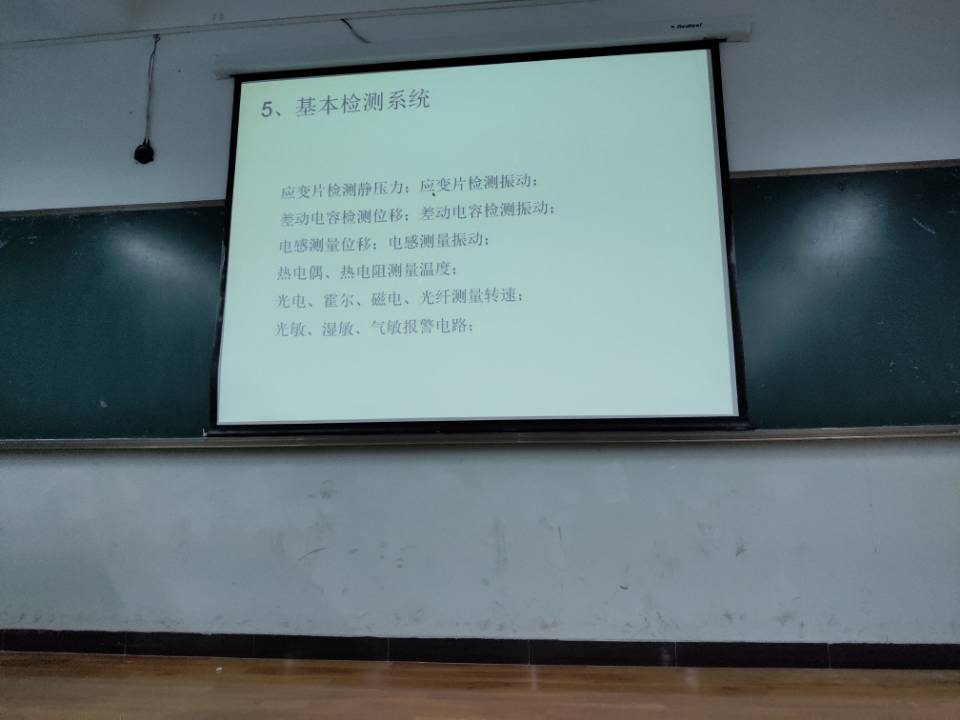 Redleaf
5、基本检测系统
应变片检测静压力；应变片检测振动；
差动电容检测位移；差动电容检测振动；
电感测量位移；电感测量振动；
热电偶、热电阻测量温度；
光电、霍尔、磁电、光纤测量转速；
光敏、湿敏、气敏报警电路；